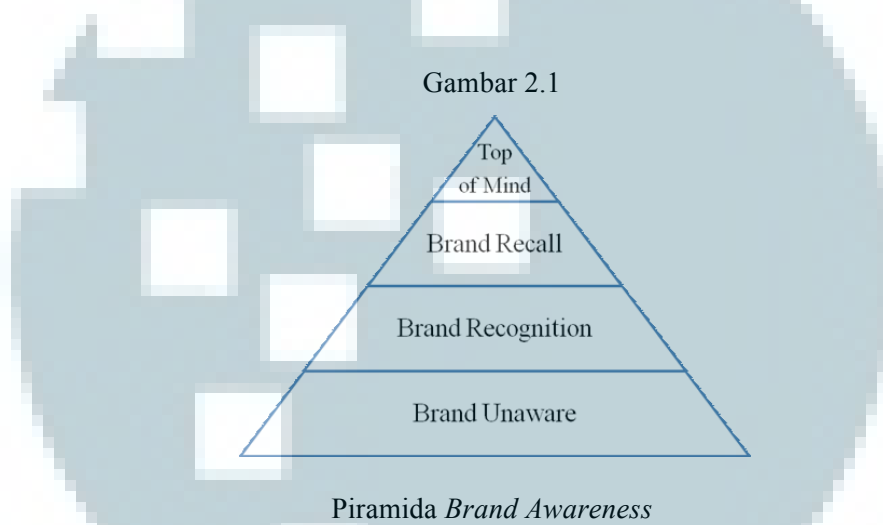 Gambar 2.1
Top
of Mind
Brand Recall
Brand Recognition
Brand Unaware
Piramida Brand Awareness